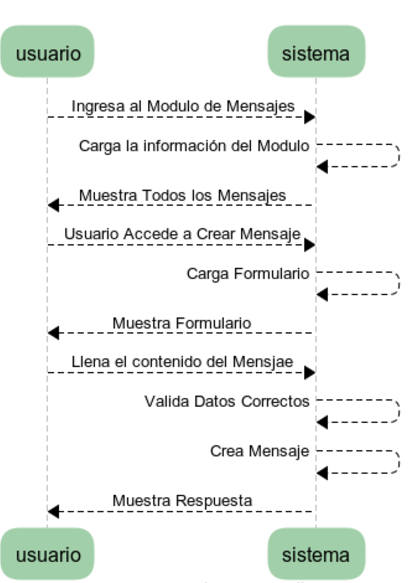 usuario sistema
Ingresa al Modulo de Mensajes
Carga la información del Modulo
Muestra Todos los Mensajes
Usuario Accede a Crear Mensaje
Carga Formulario
Muestra Formulario
Llena el contenido del Mensjae
Valida Datos Correctos
Crea Mensaje
Muestra Respuesta
usuario sistema